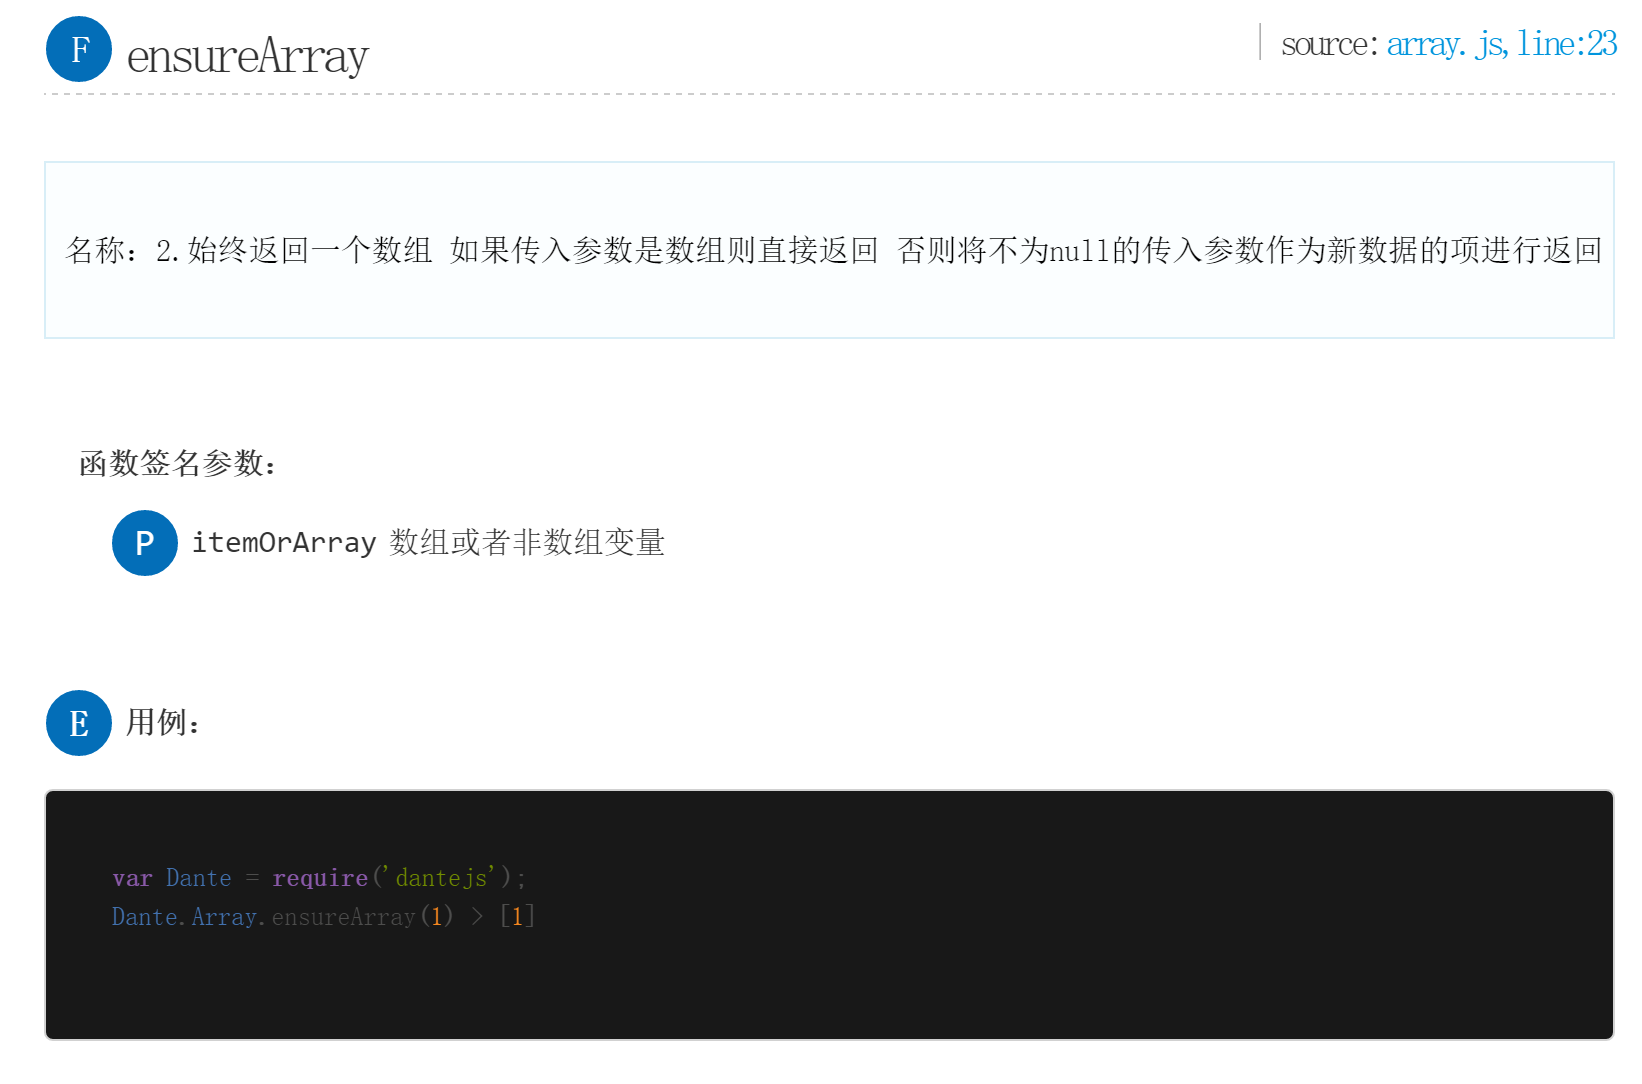 F ensureArray source: array.js,line:23
名称：2.始终返回一个数组 如果传入参数是数组则直接返回 否则将不为null的传入参数作为新数据的项进行返回
函数签名参数：
P itemOrArray 数组或者非数组变量
E 用例：
var Dante = require('dantejs');
Dante.Array.ensureArray(1) > [1]